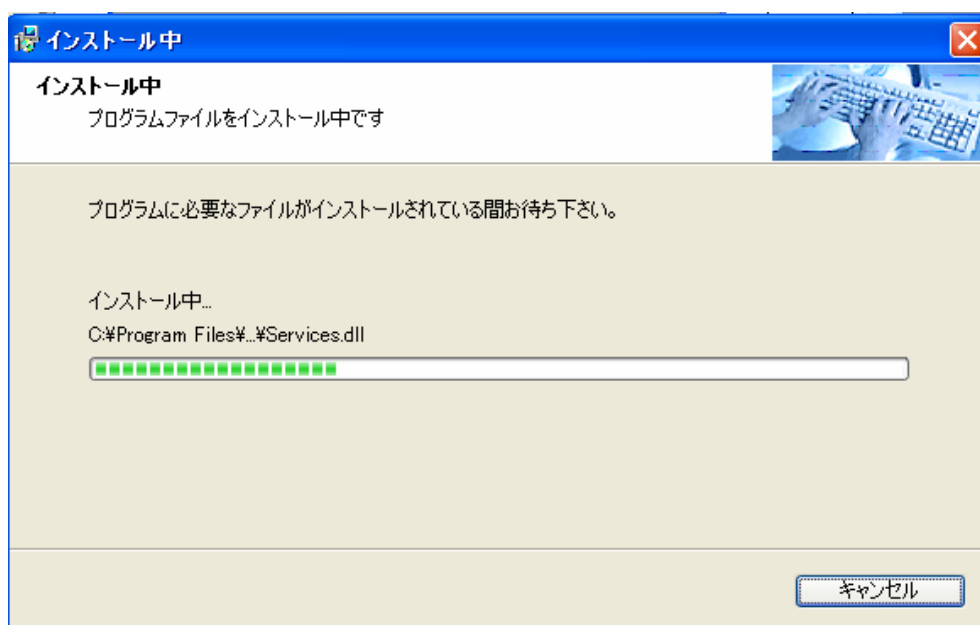 インストール中
インストール中
プログラムファイルをインストール中です
プログラムに必要なファイルがインストールされている間お待ち下さい。
インストール中...
C:¥Program Files¥...¥Services.dll
キャンセル